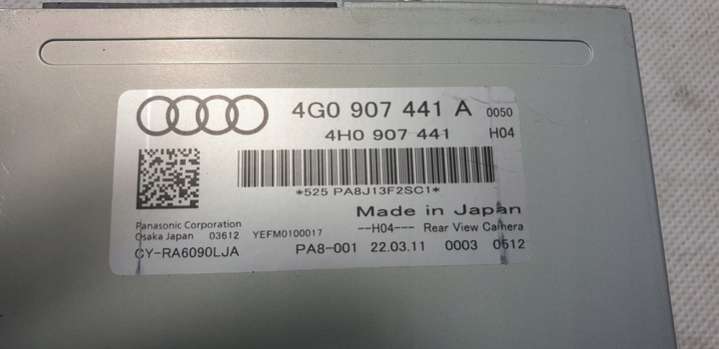 4G0 907 441 A 0050
4H0 907 441 H04
*525 PA8J13F2SC1*
Made in Japan
Panasonic Corporation
Osaka Japan 03612 YEFM0100017 --H04--- Rear View Camera
CY-RA6090LJA PA8-001 22.03.11 0003 0512